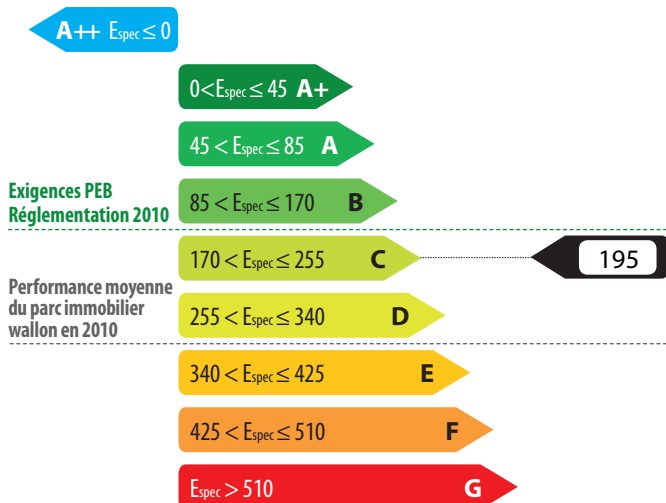 A++ Espec ≤ 0
0<Espec ≤ 45 A+
45 < Espec ≤ 85 A
Exigences PEB
Réglementation 2010
85 < Espec ≤ 170 B
170 < Espec ≤ 255 C
195
Performance moyenne
du parc immobilier
wallon en 2010
255 < Espec ≤ 340 D
340 < Espec ≤ 425 E
425 < Espec ≤ 510 F
Espec > 510 G